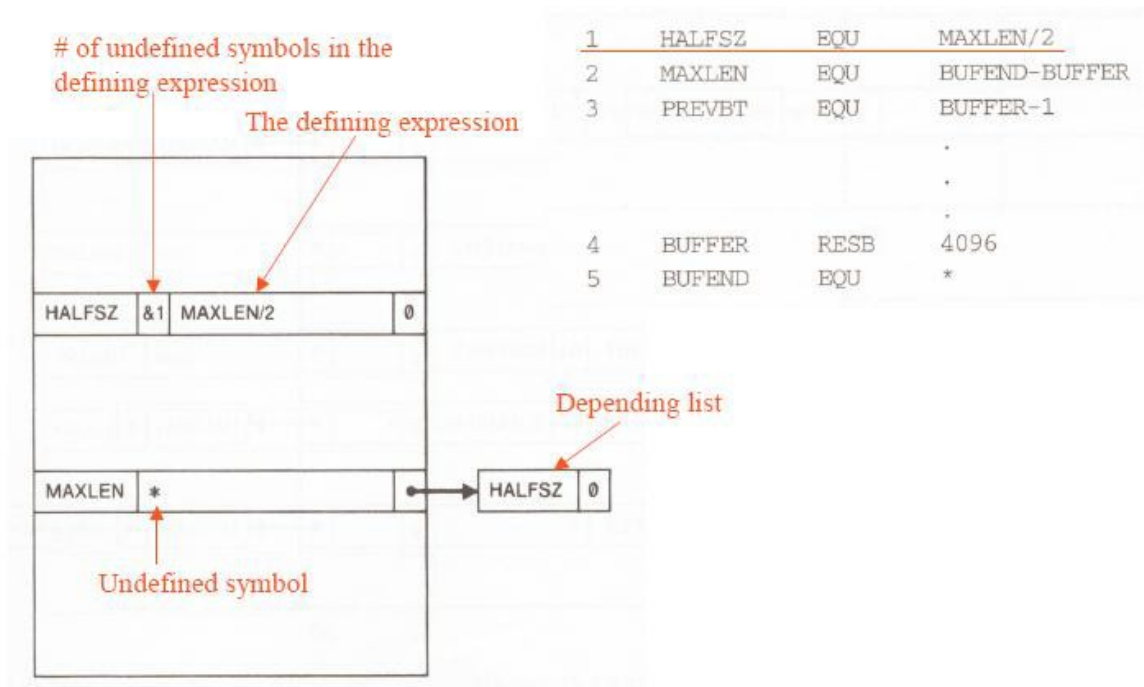 # of undefined symbols in the
defining expression
The defining expression
1 HALFSZ EQU MAXLEN/2
2 MAXLEN EQU BUFEND-BUFFER
3 PREVBT EQU BUFFER-1
.
.
.
4 BUFFER RESB 4096
5 BUFEND EQU *
HALFSZ &1 MAXLEN/2 0
Depending list
MAXLEN * HALFSZ 0
Undefined symbol